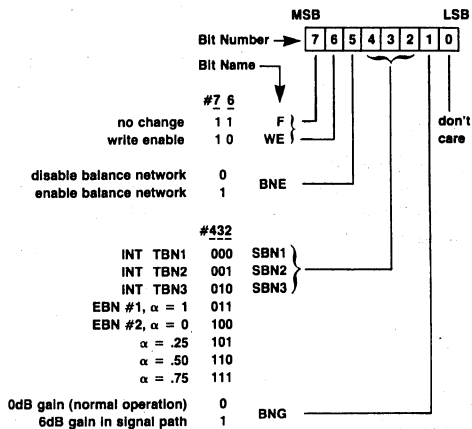 MSB LSB
Bit Number 7 6 5 4 3 2 1 0
Bit Name
#7 6
no change 1 1 F don't
write enable 1 0 WE care
disable balance network 0
enable balance network 1 BNE
#432
INT TBN1 000 SBN1
INT TBN2 001 SBN2
INT TBN3 010 SBN3
EBN #1, α = 1 011
EBN #2, α = 0 100
α = .25 101
α = .50 110
α = .75 111
0dB gain (normal operation) 0
6dB gain in signal path 1 BNG